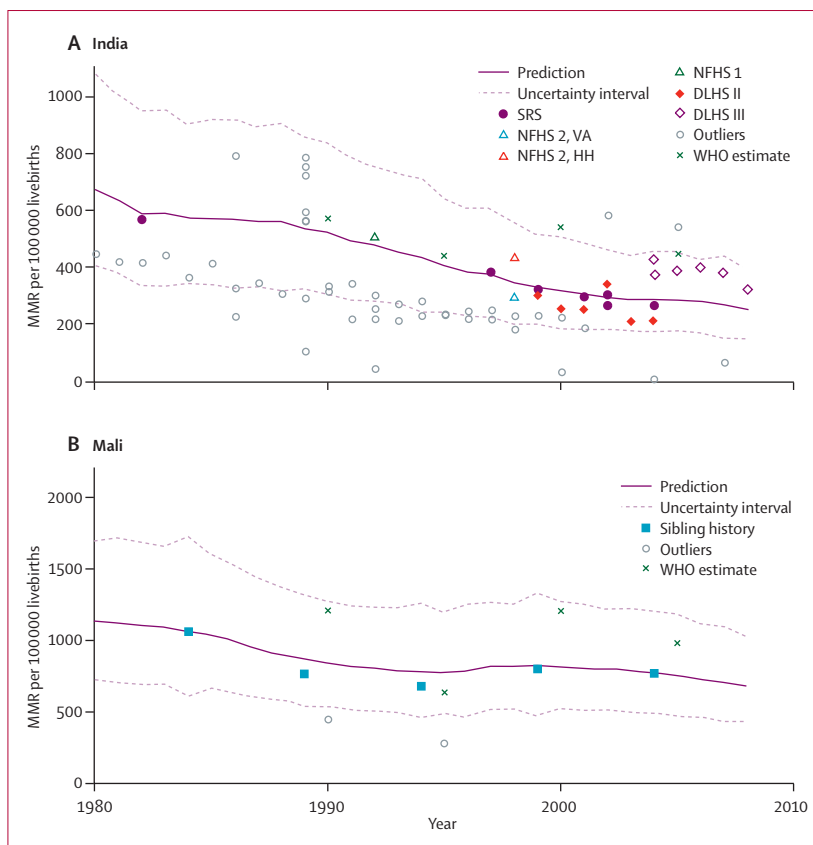 A India
Prediction
Uncertainty interval
SRS
NFHS 2, VA
NFHS 2, HH
NFHS 1
DLHS II
DLHS III
Outliers
WHO estimate
MMR per 100 000 livebirths
1000
800
600
400
200
0
B Mali
Prediction
Uncertainty interval
Sibling history
Outliers
WHO estimate
MMR per 100 000 livebirths
2000
1500
1000
500
0
1980
1990
2000
2010
Year